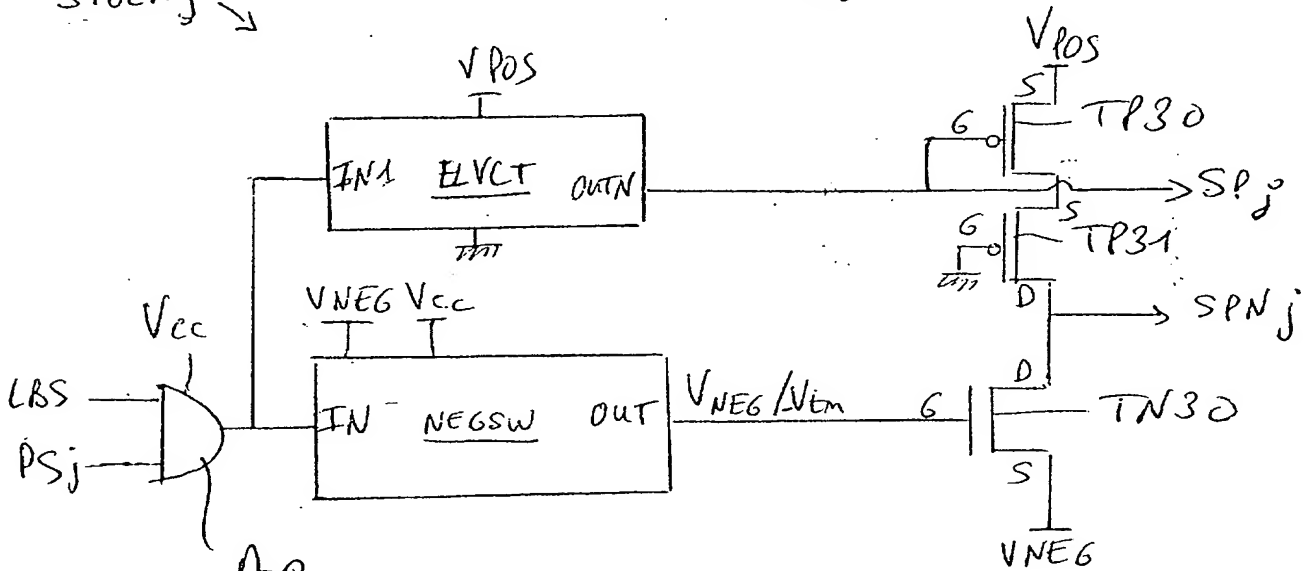 VPOS
VPOS
S
G
TP30
IN1 ELVCT OUTN
SPj
S
G
TP31
D
VNEG Vcc
SPNj
Vcc
LBS
PSj
IN NEGSW OUT
VNEG/Vtm
D
G
TN30
S
VNEG